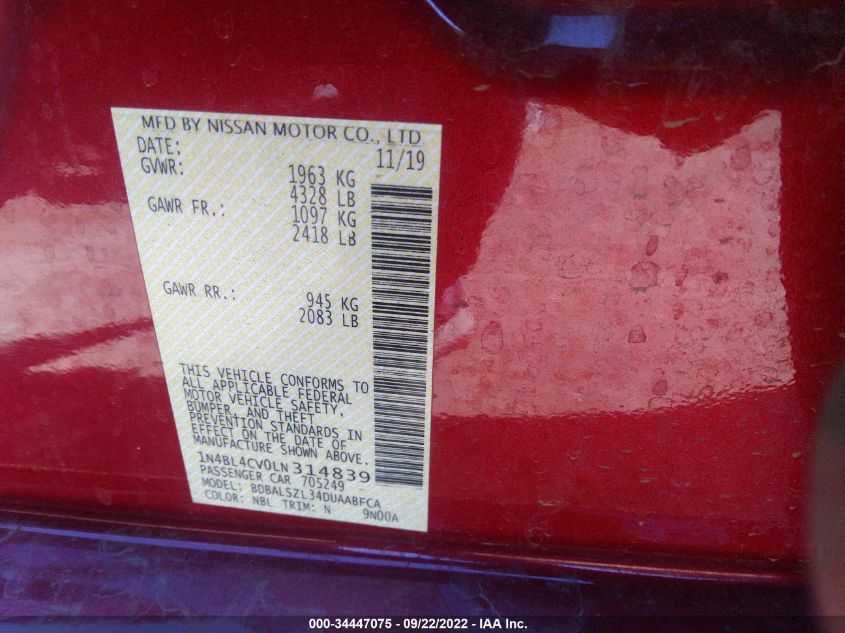 MFD BY NISSAN MOTOR CO., LTD.
DATE: 11/19
GVWR: 1963 KG
4328 LB
GAWR FR.: 1097 KG
2418 LB
GAWR RR.: 945 KG
2083 LB
THIS VEHICLE CONFORMS TO
ALL APPLICABLE FEDERAL
MOTOR VEHICLE SAFETY,
BUMPER, AND THEFT
PREVENTION STANDARDS IN
EFFECT ON THE DATE OF
MANUFACTURE SHOWN ABOVE.
1N4BL4CV0LN314839
PASSENGER CAR 705249
MODEL: BDBALSZL34DUAABFCA
COLOR: NBL TRIM: N 9N00A
000-34447075 - 09/22/2022 - IAA Inc.